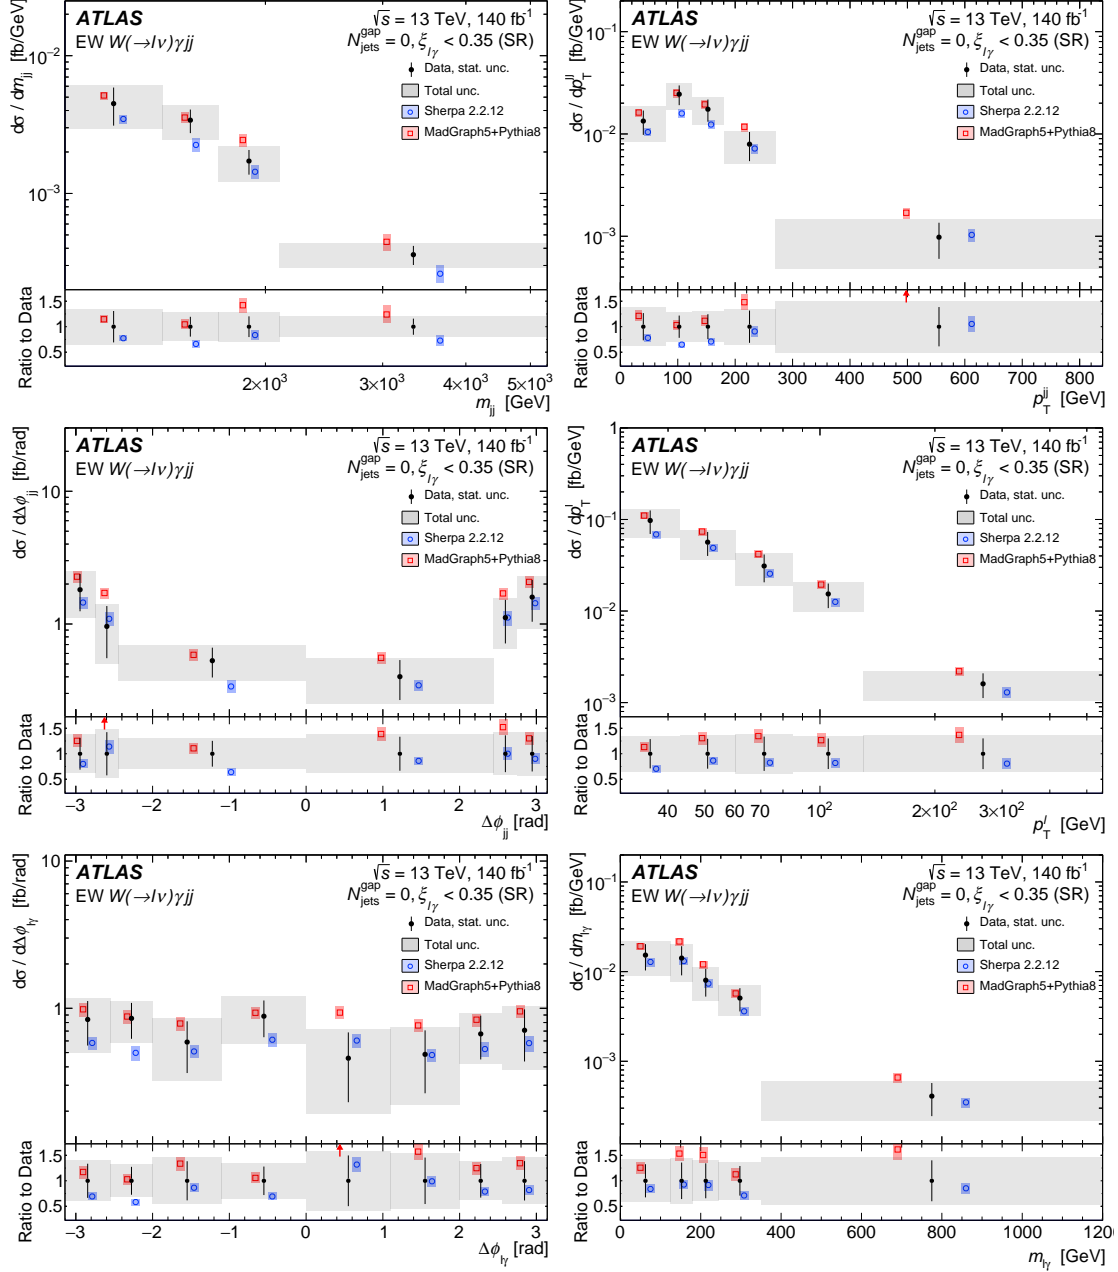 ATLAS
√s = 13 TeV, 140 fb⁻¹
EW W(→lν)γjj
N_jets^gap = 0, ξ_lγ < 0.35 (SR)
Data, stat. unc.
Total unc.
Sherpa 2.2.12
MadGraph5+Pythia8
dσ / dm_jj [fb/GeV]
10⁻²
10⁻³
Ratio to Data
1.5
1.0
0.5
2×10³ 3×10³ 4×10³ 5×10³
m_jj [GeV]
ATLAS
√s = 13 TeV, 140 fb⁻¹
EW W(→lν)γjj
N_jets^gap = 0, ξ_lγ < 0.35 (SR)
Data, stat. unc.
Total unc.
Sherpa 2.2.12
MadGraph5+Pythia8
dσ / dp_T^jj [fb/GeV]
10⁻¹
10⁻²
10⁻³
Ratio to Data
1.5
1.0
0.5
0 100 200 300 400 500 600 700 800
p_T^jj [GeV]
ATLAS
√s = 13 TeV, 140 fb⁻¹
EW W(→lν)γjj
N_jets^gap = 0, ξ_lγ < 0.35 (SR)
Data, stat. unc.
Total unc.
Sherpa 2.2.12
MadGraph5+Pythia8
dσ / dΔϕ_jj [fb/rad]
10
1
Ratio to Data
1.5
1.0
0.5
−3 −2 −1 0 1 2 3
Δϕ_jj [rad]
ATLAS
√s = 13 TeV, 140 fb⁻¹
EW W(→lν)γjj
N_jets^gap = 0, ξ_lγ < 0.35 (SR)
Data, stat. unc.
Total unc.
Sherpa 2.2.12
MadGraph5+Pythia8
dσ / dp_T^l [fb/GeV]
1
10⁻¹
10⁻²
10⁻³
Ratio to Data
1.5
1.0
0.5
40 50 60 70 10² 2×10² 3×10²
p_T^l [GeV]
ATLAS
√s = 13 TeV, 140 fb⁻¹
EW W(→lν)γjj
N_jets^gap = 0, ξ_lγ < 0.35 (SR)
Data, stat. unc.
Total unc.
Sherpa 2.2.12
MadGraph5+Pythia8
dσ / dΔϕ_lγ [fb/rad]
10
1
Ratio to Data
1.5
1.0
0.5
−3 −2 −1 0 1 2 3
Δϕ_lγ [rad]
ATLAS
√s = 13 TeV, 140 fb⁻¹
EW W(→lν)γjj
N_jets^gap = 0, ξ_lγ < 0.35 (SR)
Data, stat. unc.
Total unc.
Sherpa 2.2.12
MadGraph5+Pythia8
dσ / dm_lγ [fb/GeV]
10⁻¹
10⁻²
10⁻³
Ratio to Data
1.5
1.0
0.5
0 200 400 600 800 1000 1200
m_lγ [GeV]